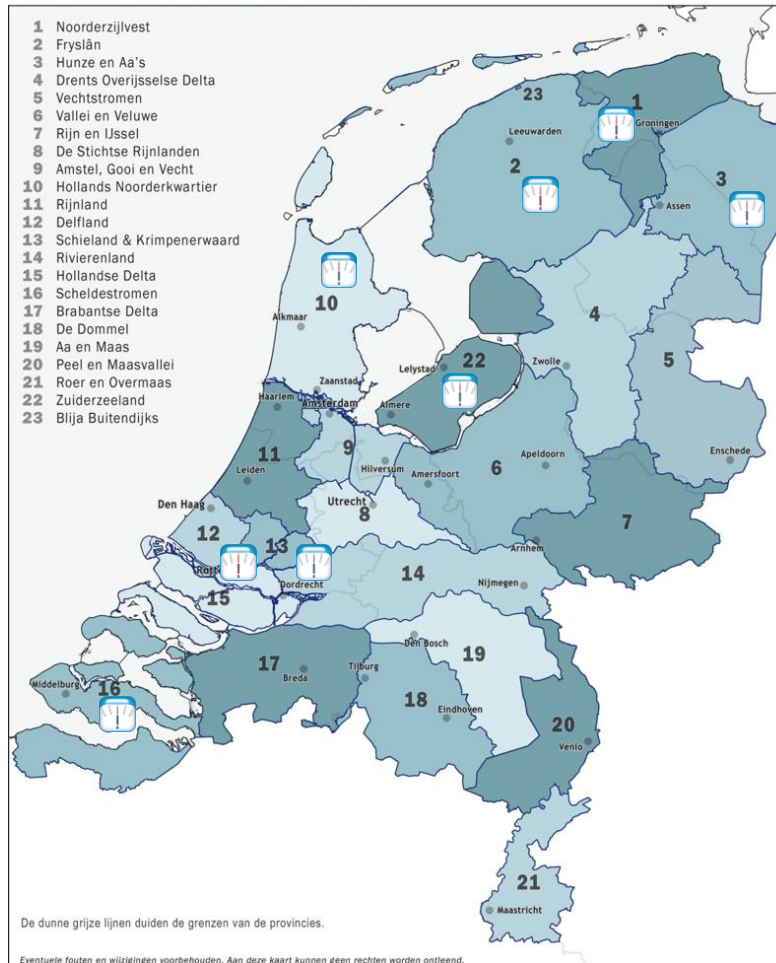 1 Noorderzijlvest
2 Fryslân
3 Hunze en Aa's
4 Drents Overijsselse Delta
5 Vechtstromen
6 Vallei en Veluwe
7 Rijn en IJssel
8 De Stichtse Rijnlanden
9 Amstel, Gooi en Vecht
10 Hollands Noorderkwartier
11 Rijnland
12 Delfland
13 Schieland & Krimpenerwaard
14 Rivierenland
15 Hollandse Delta
16 Scheldestromen
17 Brabantse Delta
18 De Dommel
19 Aa en Maas
20 Peel en Maasvallei
21 Roer en Overmaas
22 Zuiderzeeland
23 Blija Buitendijks
23
1
Groningen
Leeuwarden
2
3
Assen
10
Alkmaar
4
Lelystad
22
Zwolle
5
Zaanstad
Haarlem
Amsterdam
Almere
9
11
Hilversum
Amersfoort
6
Apeldoorn
Enschede
Leiden
Utrecht
8
Den Haag
7
12
13
Arnhem
Rott
14
Nijmegen
Dordrecht
15
Den Bosch
19
17
Breda
Tilburg
Middelburg
16
18
Eindhoven
20
Venlo
21
Maastricht
De dunne grijze lijnen duiden de grenzen van de provincies.
Eventuele fouten en wijzigingen voorbehouden. Aan deze kaart kunnen geen rechten worden ontleend.